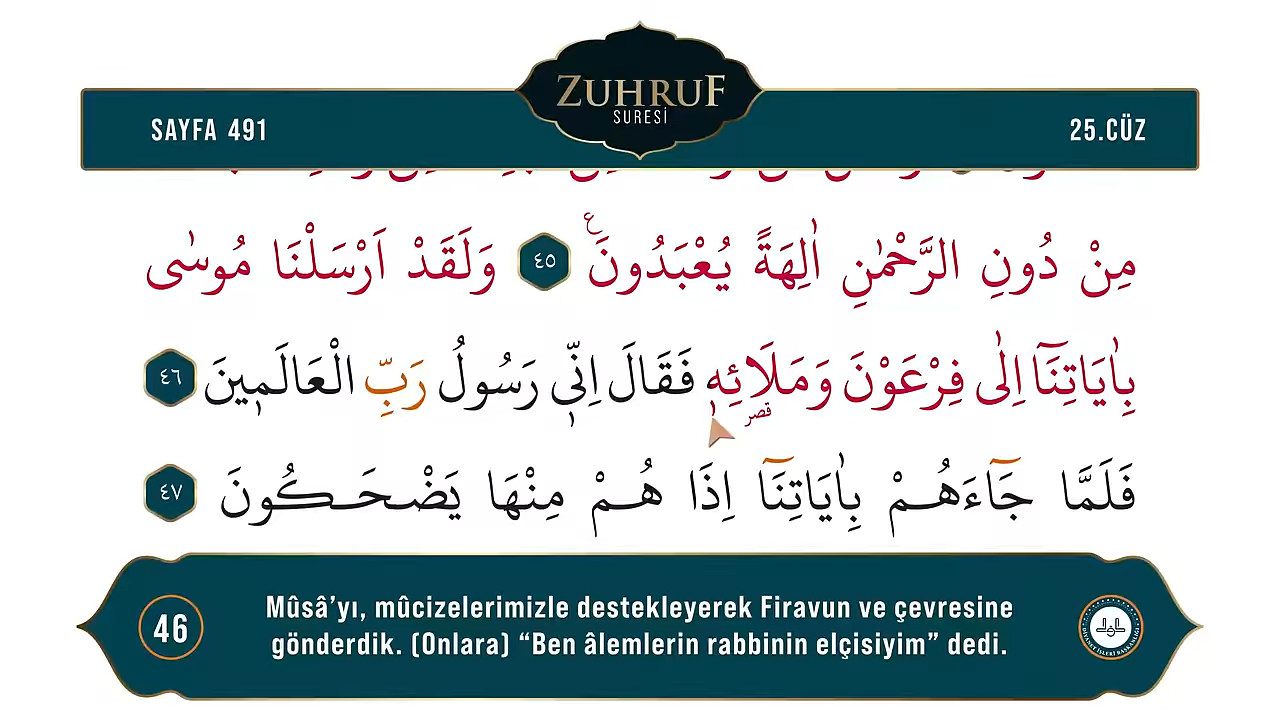 ZUHRUF
SURESİ
SAYFA 491
25.CÜZ
مِنْ دُونِ الرَّحْمٰنِ اٰلِهَةً يُعْبَدُونَ ع ٤٥ وَلَقَدْ اَرْسَلْنَا مُوسٰى
بِاٰيَاتِنَٓا اِلٰى فِرْعَوْنَ وَمَلَا۬ئِه۪ فَقَالَ اِنّ۪ي رَسُولُ رَبِّ الْعَالَم۪ينَ ٤٦
قصر
فَلَمَّا جَٓاءَهُمْ بِاٰيَاتِنَٓا اِذَا هُمْ مِنْهَا يَضْحَكُونَ ٤٧
46
Mûsâ’yı, mûcizelerimizle destekleyerek Firavun ve çevresine
gönderdik. (Onlara) “Ben âlemlerin rabbinin elçisiyim” dedi.